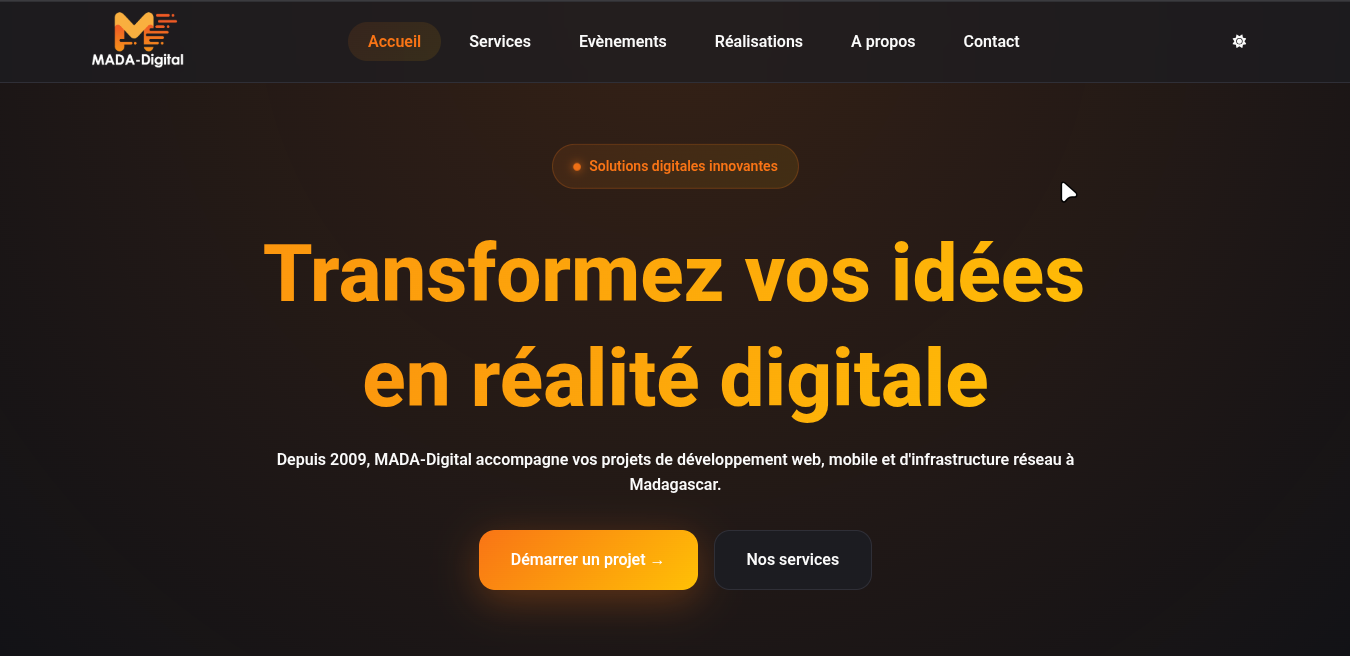 MADA-Digital
Accueil
Services
Evènements
Réalisations
A propos
Contact
Solutions digitales innovantes
Transformez vos idées
en réalité digitale
Depuis 2009, MADA-Digital accompagne vos projets de développement web, mobile et d'infrastructure réseau à
Madagascar.
Démarrer un projet →
Nos services